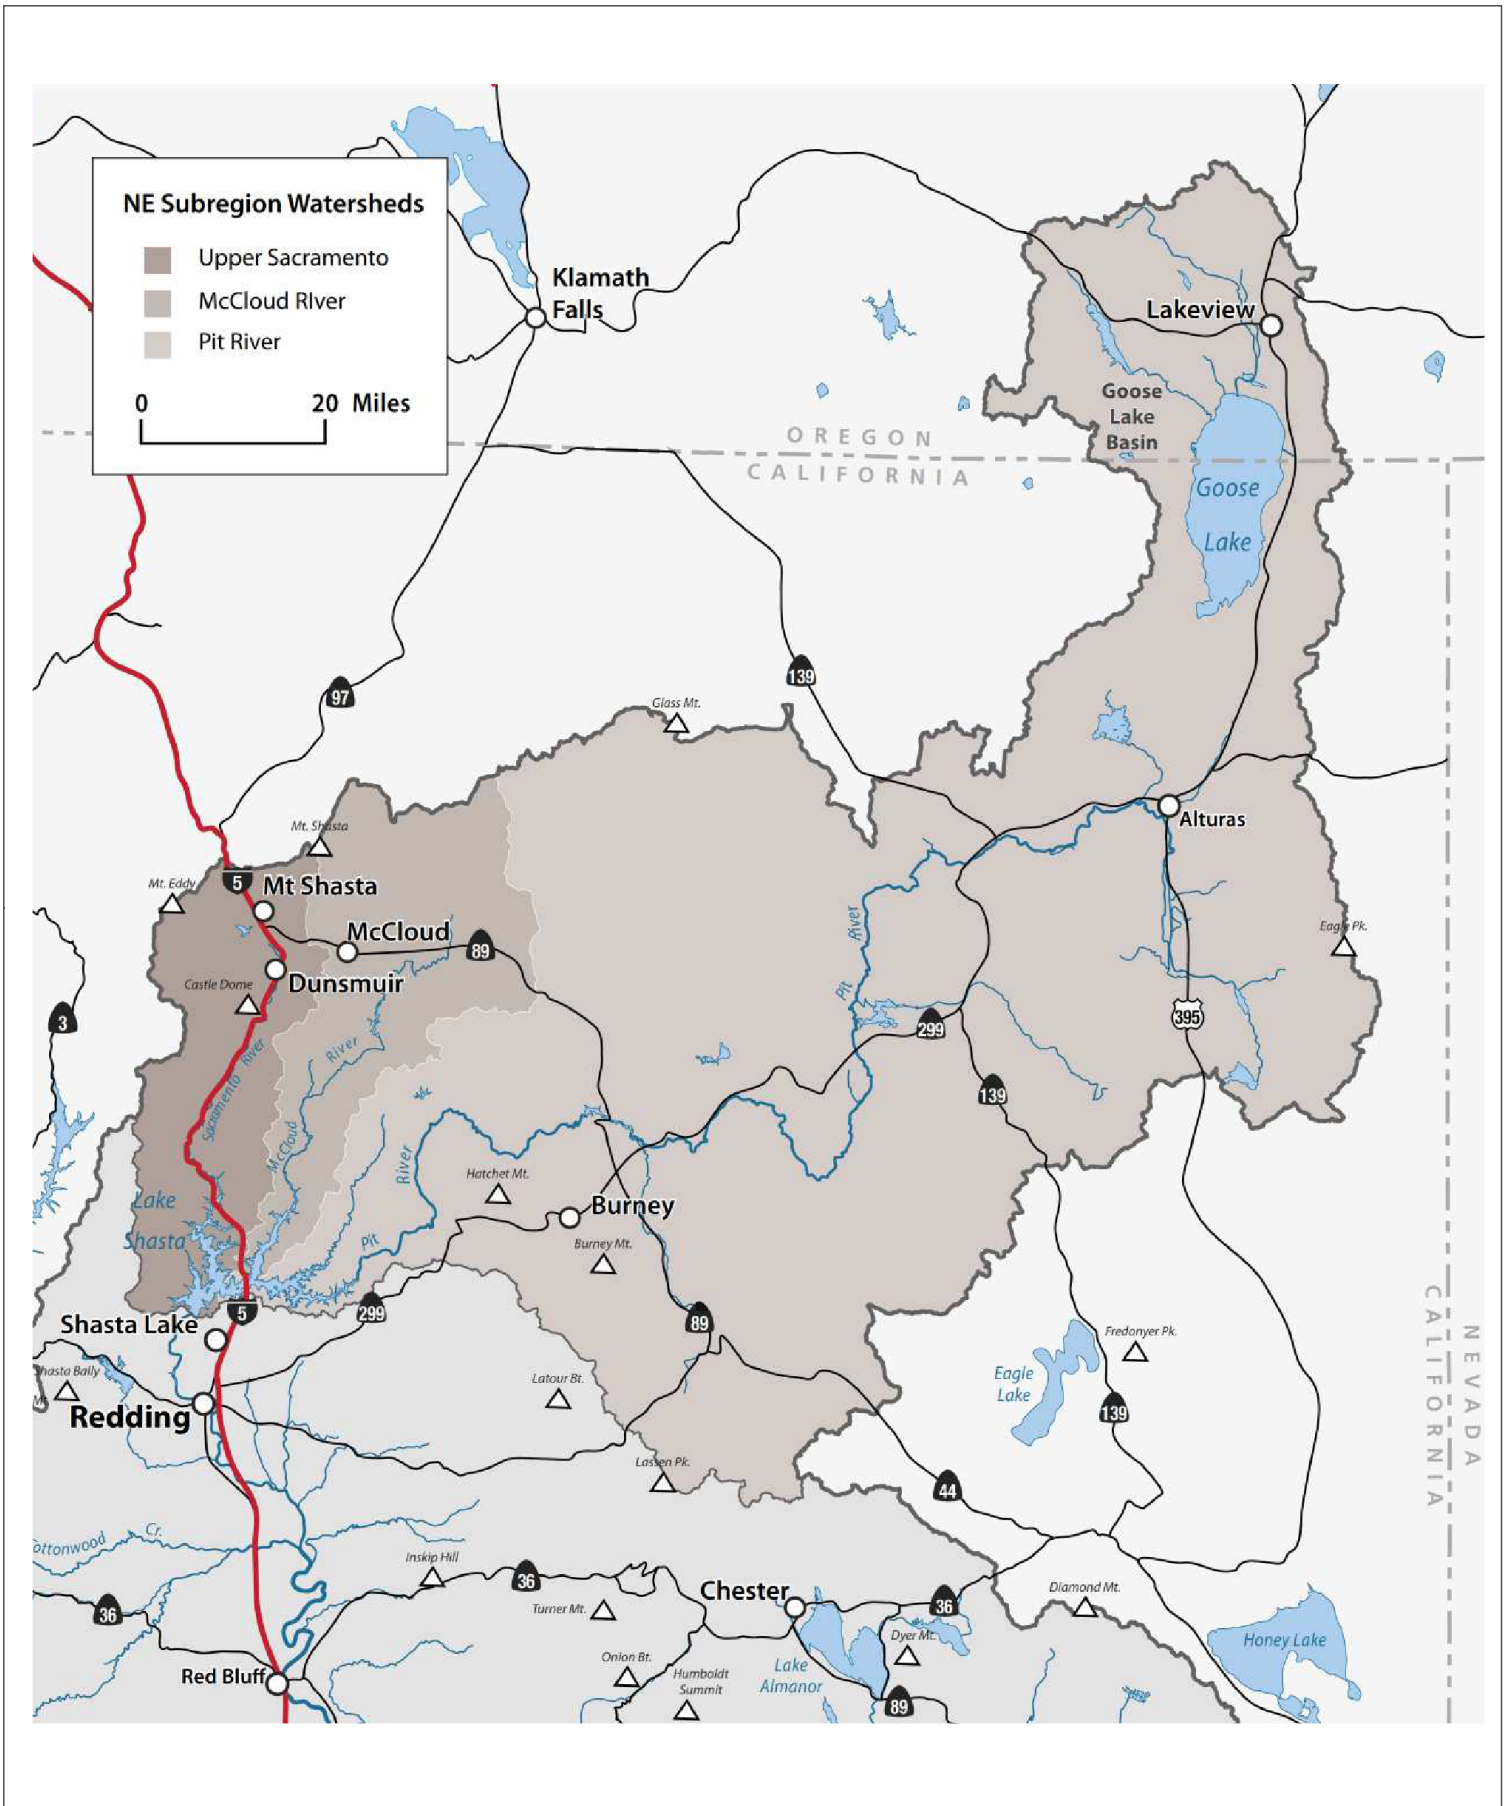 NE Subregion Watersheds
Upper Sacramento
McCloud RIver
Pit River
0 20 Miles
Klamath
Falls
Lakeview
Goose
Lake
Basin
OREGON
CALIFORNIA
Goose
Lake
139
97
Glass Mt.
Mt. Shasta
Alturas
5
Mt Shasta
Mt. Eddy
McCloud
89
Eagle Pk.
Dunsmuir
Castle Dome
River
Pit
3
299
395
Sacramento River
McCloud River
139
Hatchet Mt.
River
Lake
Shasta
Burney
Pit
Burney Mt.
5
299
89
Shasta Lake
Fredonyer Pk.
Shasta Bally
Eagle
Lake
CALIFORNIA
NEVADA
Latour Bt.
139
Redding
Lassen Pk.
44
Cottonwood Cr.
Inskip Hill
36
Chester
36
Diamond Mt.
36
Turner Mt.
Dyer Mt.
Honey Lake
Red Bluff
Onion Bt.
Humboldt
Summit
Lake
Almanor
89